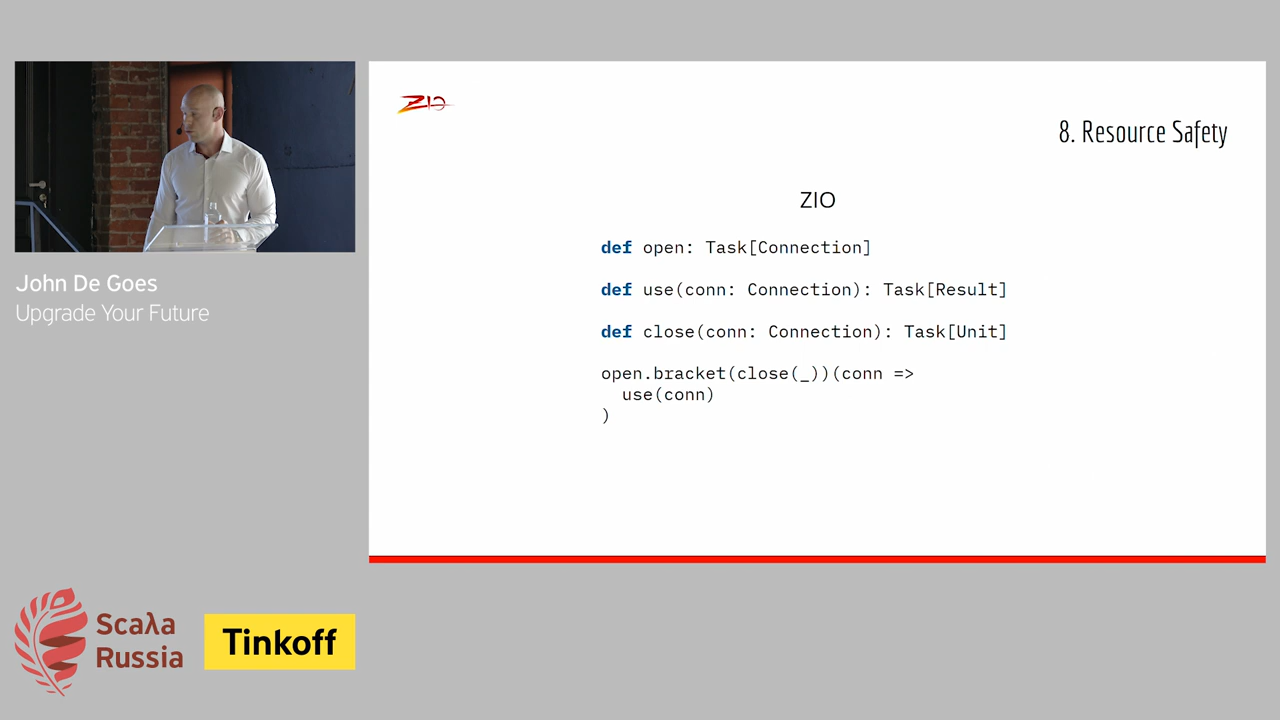 ZIO
8. Resource Safety
ZIO
def open: Task[Connection]
def use(conn: Connection): Task[Result]
def close(conn: Connection): Task[Unit]
open.bracket(close(_))(conn =>
use(conn)
)
John De Goes
Upgrade Your Future
Scaλa
Russia
Tinkoff